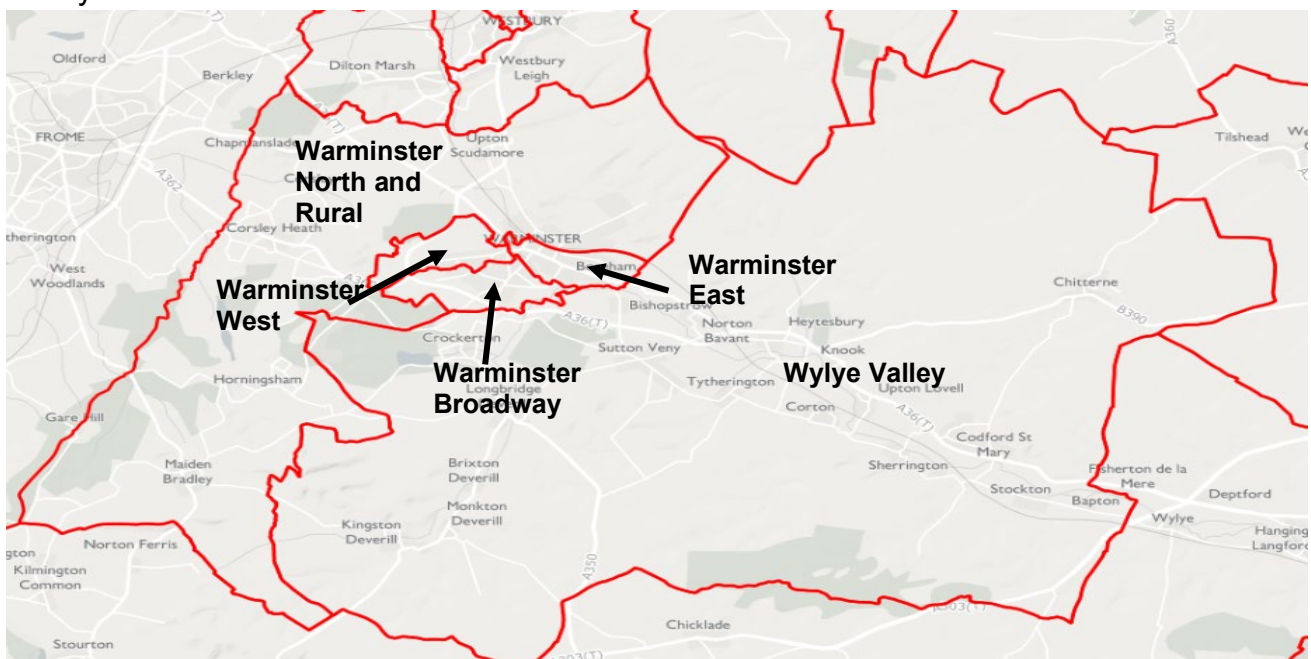 WESTBURY
A360
Oldford
Berkley
Dilton Marsh
Westbury
Leigh
Tilshead
FROME
Upton
Scudamore
Warminster
North and
Rural
A362
Corsley Heath
WARMINSTER
West
Woodlands
Warminster
West
Warminster
East
Bishopstrow
Chitterne
B390
A36(T)
Norton
Bavant
Heytesbury
Crockerton
Sutton Veny
Knook
Horningsham
Warminster
Broadway
Longbridge
Tytherington
Wylye Valley
Upton Lovell
Corton
A36(T)
Gare Hill
Codford St
Mary
Maiden
Bradley
Brixton
Deverill
Sherrington
Fisherton de la
Mere
Stockton
Deptford
Bapton
Monkton
Deverill
Wylye
Kingston
Deverill
Hanging
Langford
Norton Ferris
Kilmington
Common
A350
Chicklade
Stourton
A303(T)